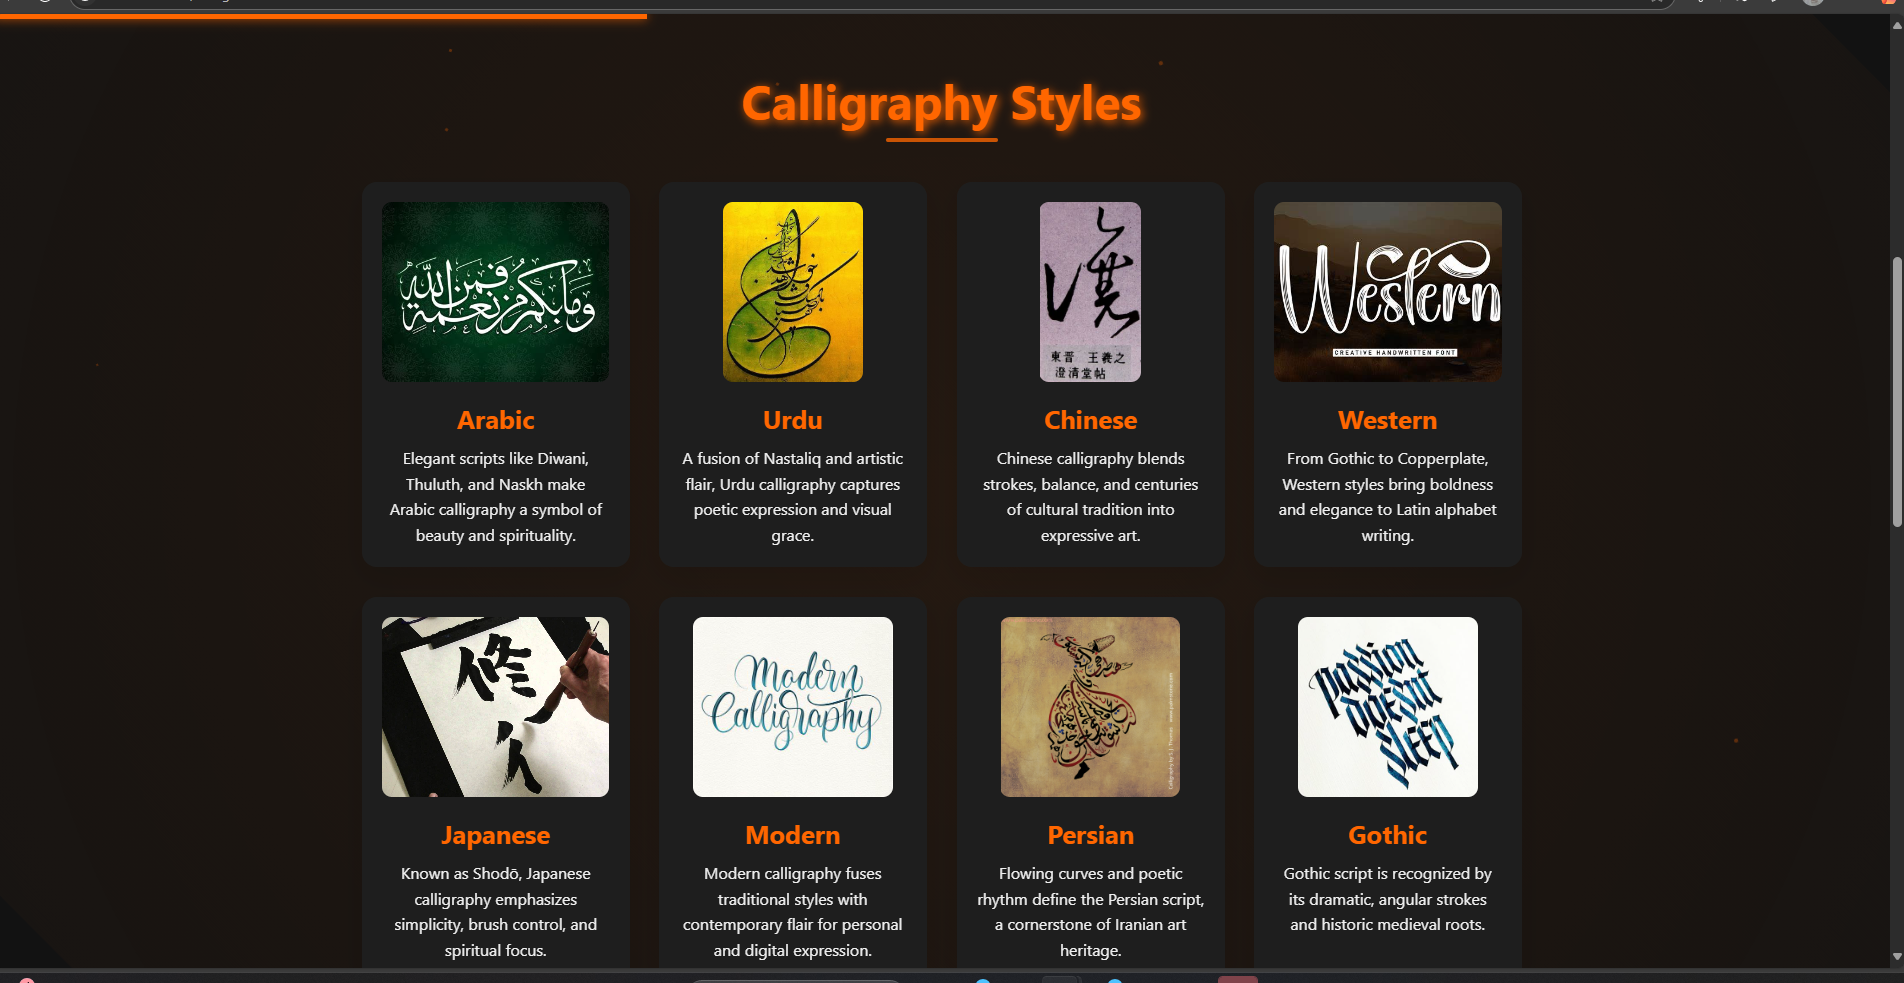 Calligraphy Styles
وما بكم من نعمة فمن الله
Western
CREATIVE HANDWRITTEN FONT
漢
東晋 王羲之
澄清堂帖
Arabic
Elegant scripts like Diwani,
Thuluth, and Naskh make
Arabic calligraphy a symbol of
beauty and spirituality.
Urdu
A fusion of Nastaliq and artistic
flair, Urdu calligraphy captures
poetic expression and visual
grace.
Chinese
Chinese calligraphy blends
strokes, balance, and centuries
of cultural tradition into
expressive art.
Western
From Gothic to Copperplate,
Western styles bring boldness
and elegance to Latin alphabet
writing.
Modern
Calligraphy
passion
doesn't
sleep
Japanese
Known as Shodō, Japanese
calligraphy emphasizes
simplicity, brush control, and
spiritual focus.
Modern
Modern calligraphy fuses
traditional styles with
contemporary flair for personal
and digital expression.
Persian
Flowing curves and poetic
rhythm define the Persian script,
a cornerstone of Iranian art
heritage.
Gothic
Gothic script is recognized by
its dramatic, angular strokes
and historic medieval roots.